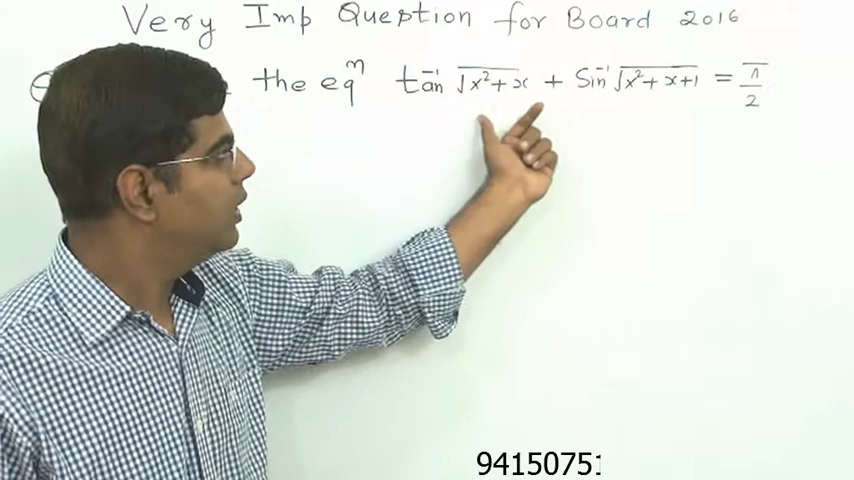 Very Imp Question for Board 2016
the eqⁿ tan⁻¹ √x²+x + Sin⁻¹ √x²+x+1 = π/2
9415075